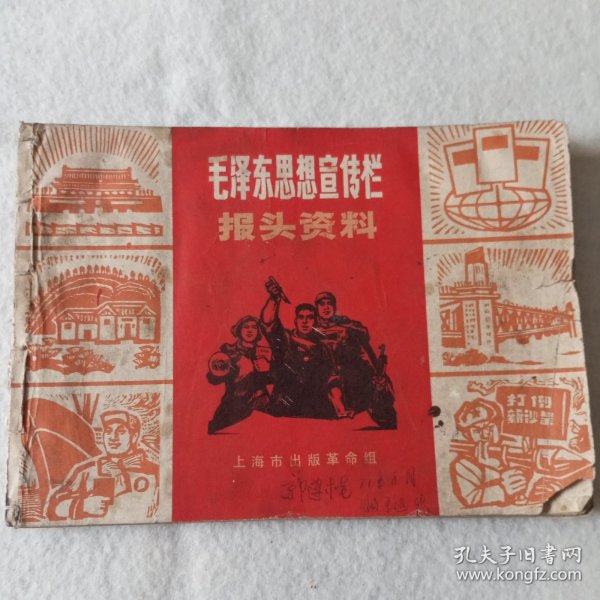 毛泽东思想宣传栏
报头资料
打倒
新沙皇
上海市出版革命组
孔夫子旧书网
www.kongfz.com